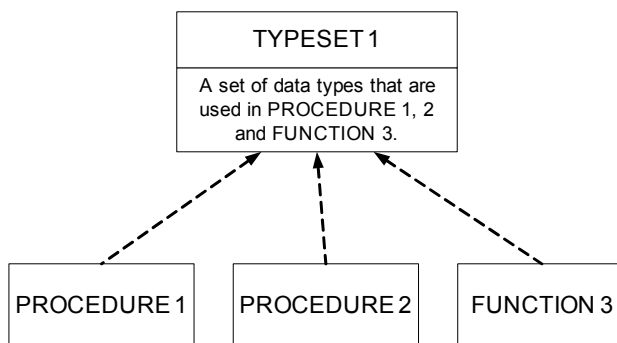 TYPESET 1
A set of data types that are
used in PROCEDURE 1, 2
and FUNCTION 3.
PROCEDURE 1
PROCEDURE 2
FUNCTION 3